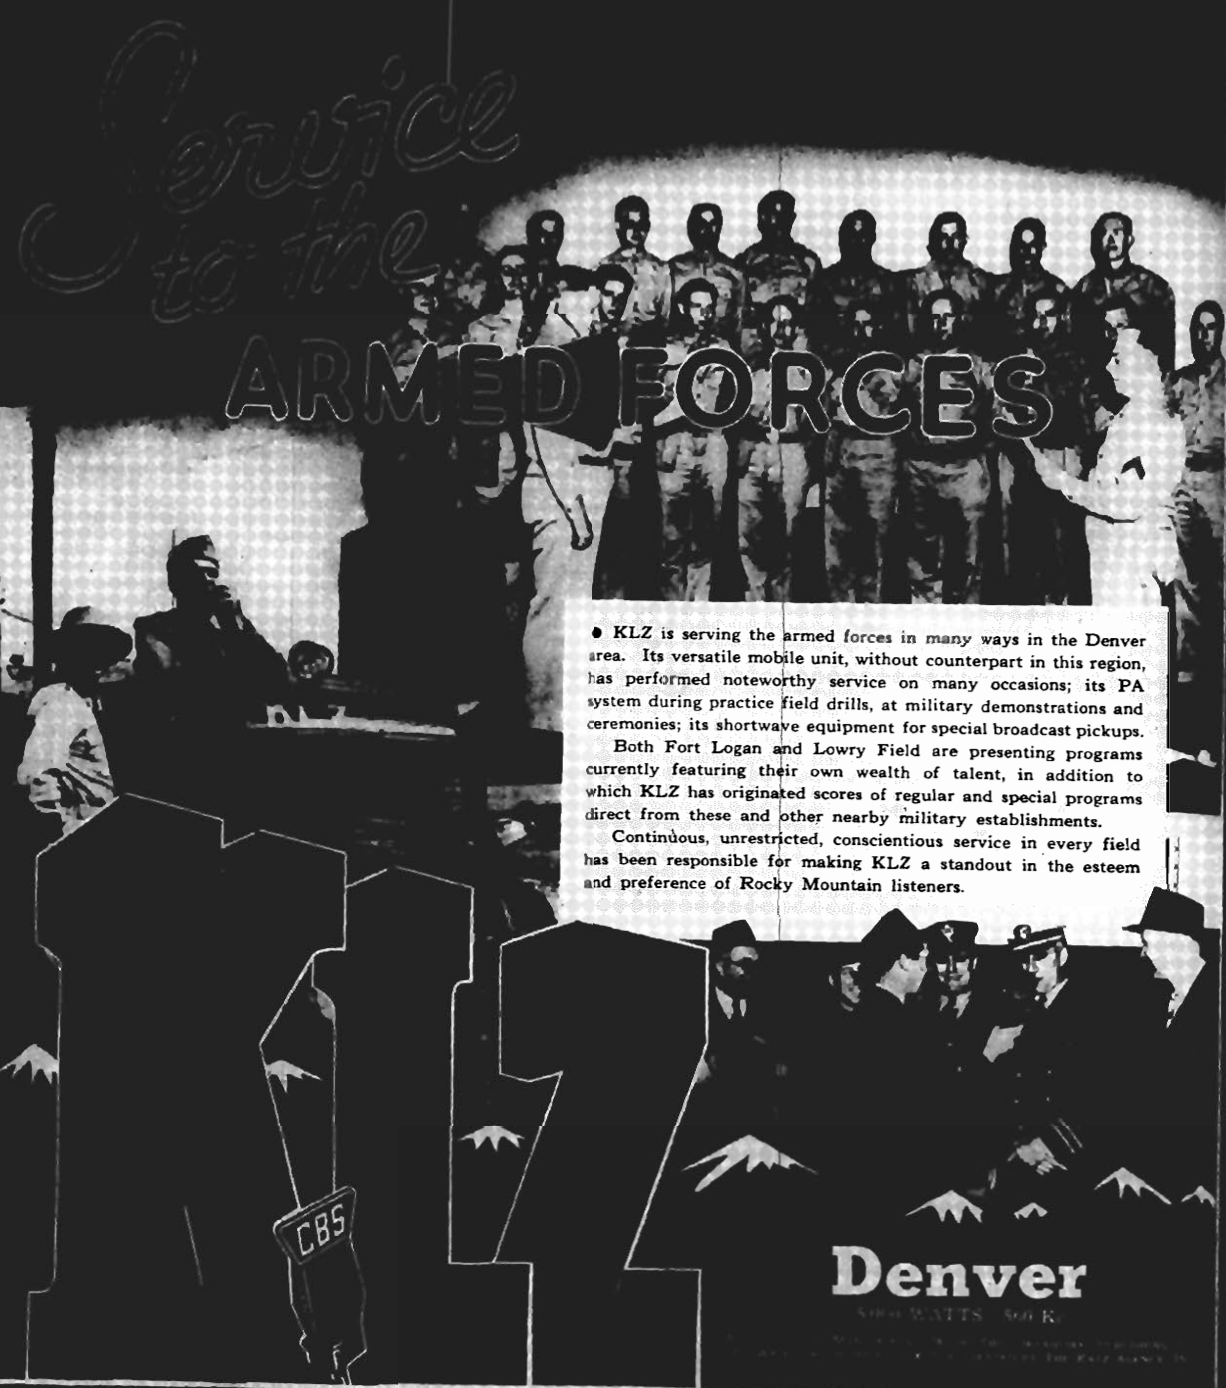 Service
to the
ARMED FORCES
● KLZ is serving the armed forces in many ways in the Denver
area. Its versatile mobile unit, without counterpart in this region,
has performed noteworthy service on many occasions; its PA
system during practice field drills, at military demonstrations and
ceremonies; its shortwave equipment for special broadcast pickups.
Both Fort Logan and Lowry Field are presenting programs
currently featuring their own wealth of talent, in addition to
which KLZ has originated scores of regular and special programs
direct from these and other nearby military establishments.
Continuous, unrestricted, conscientious service in every field
has been responsible for making KLZ a standout in the esteem
and preference of Rocky Mountain listeners.
KLZ
CBS
Denver
WATTS 560 Kc